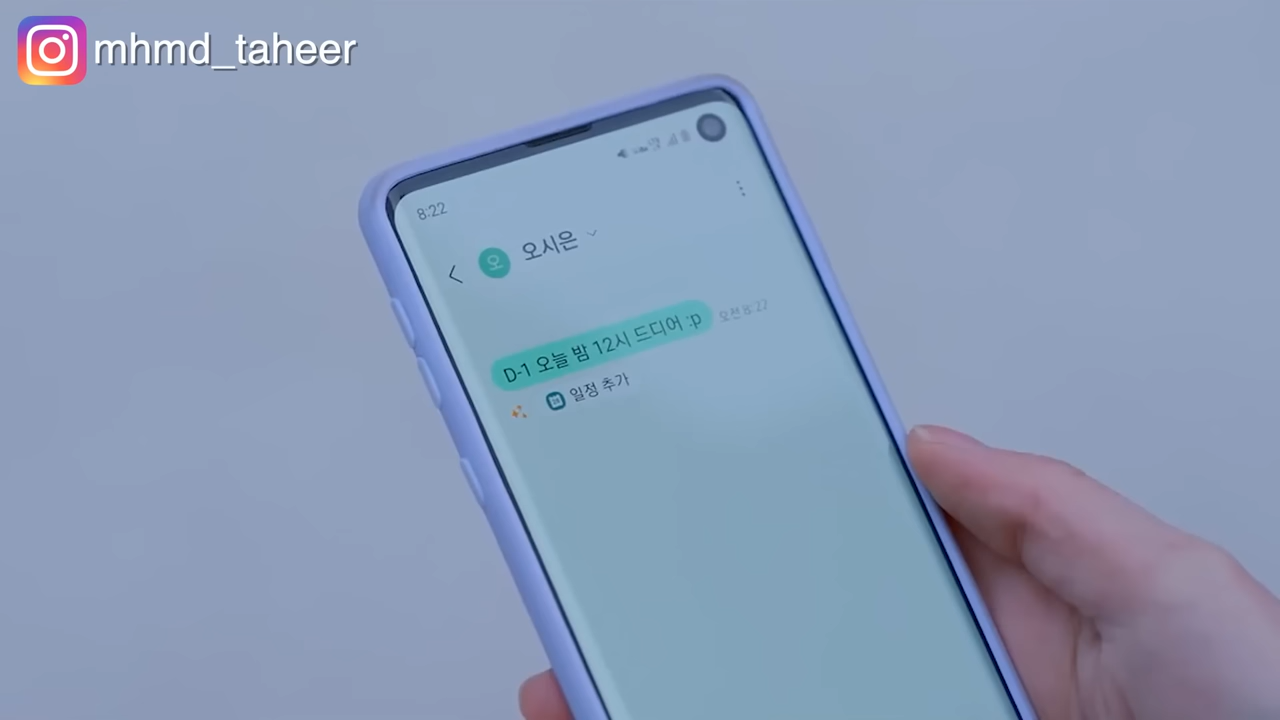 mhmd_taheer
8:22
오 오시은
D-1 오늘 밤 12시 드디어 :p
오전 8:22
일정 추가